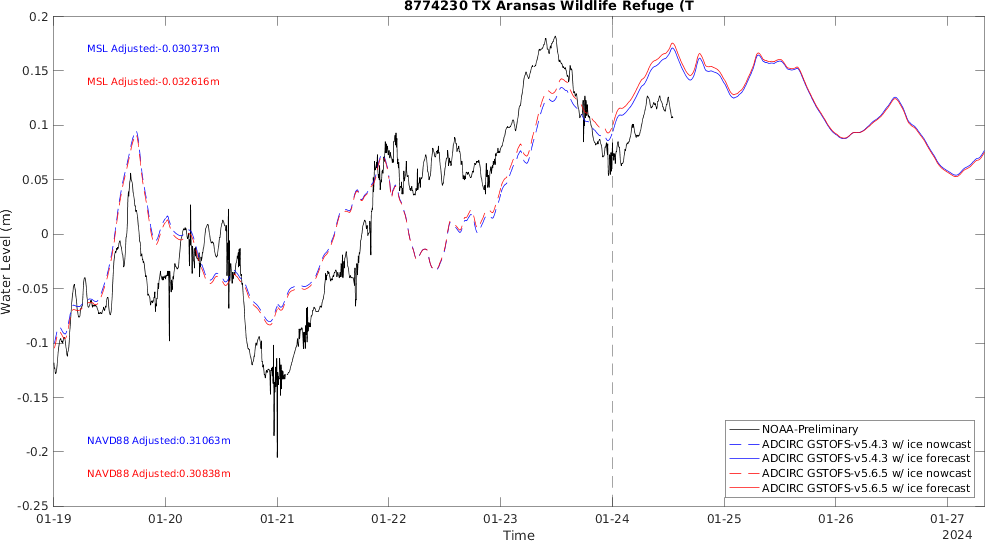 8774230 TX Aransas Wildlife Refuge (T
0.2
0.15
0.1
0.05
0
-0.05
-0.1
-0.15
-0.2
-0.25
Water Level (m)
MSL Adjusted:-0.030373m
MSL Adjusted:-0.032616m
NAVD88 Adjusted:0.31063m
NAVD88 Adjusted:0.30838m
NOAA-Preliminary
ADCIRC GSTOFS-v5.4.3 w/ ice nowcast
ADCIRC GSTOFS-v5.4.3 w/ ice forecast
ADCIRC GSTOFS-v5.6.5 w/ ice nowcast
ADCIRC GSTOFS-v5.6.5 w/ ice forecast
01-19 01-20 01-21 01-22 01-23 01-24 01-25 01-26 01-27
Time
2024